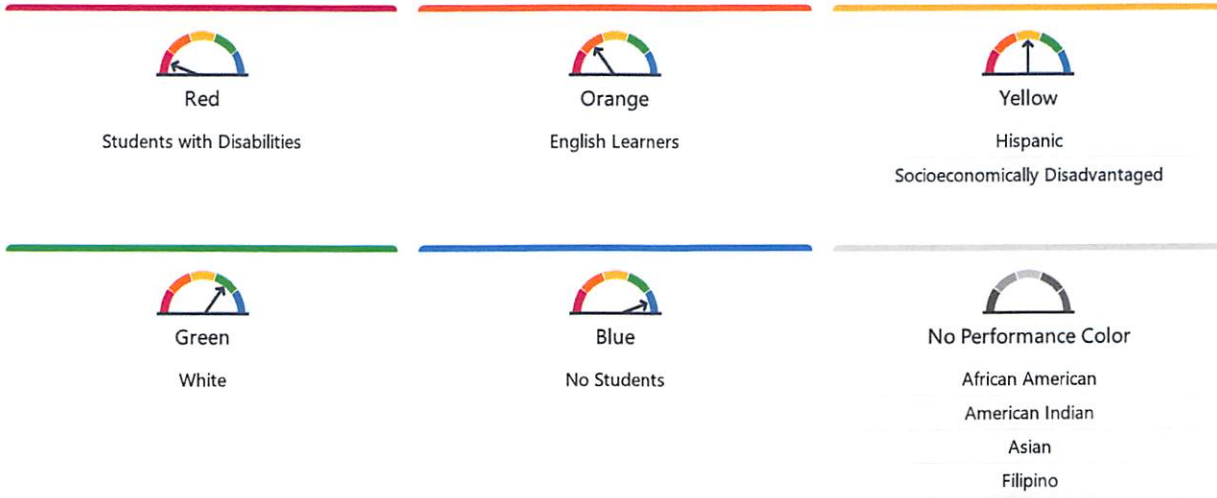 Red
Students with Disabilities
Orange
English Learners
Yellow
Hispanic
Socioeconomically Disadvantaged
Green
White
Blue
No Students
No Performance Color
African American
American Indian
Asian
Filipino